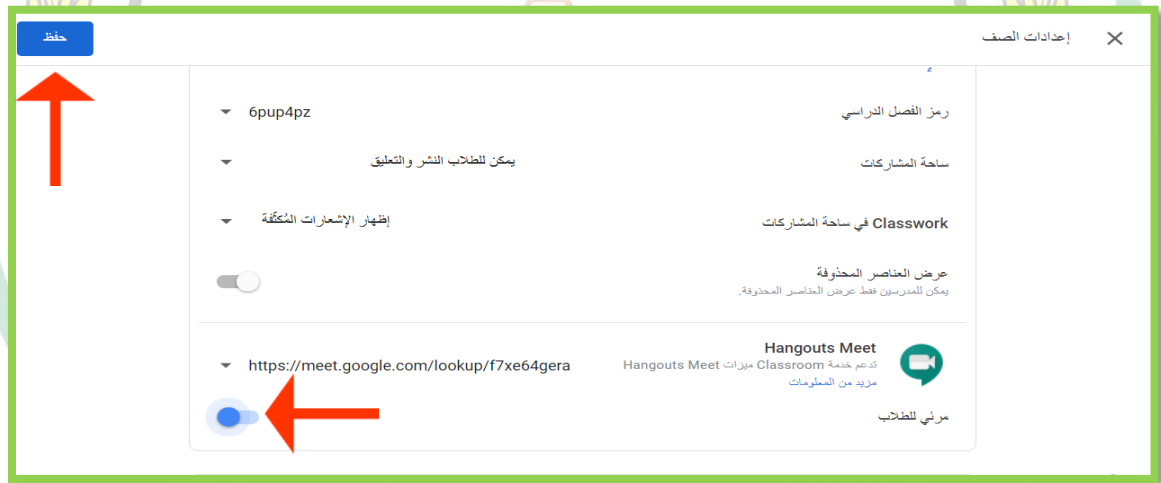 إعدادات الصف
حفظ
رمز الفصل الدراسي
6pup4pz
ساحة المشاركات
يمكن للطلاب النشر والتعليق
Classwork في ساحة المشاركات
إظهار الإشعارات المُكثّفة
عرض العناصر المحذوفة
يمكن للمدرسين فقط عرض العناصر المحذوفة.
Hangouts Meet
تدعم خدمة Classroom ميزات Hangouts Meet
مزيد من المعلومات
https://meet.google.com/lookup/f7xe64gera
مرئي للطلاب